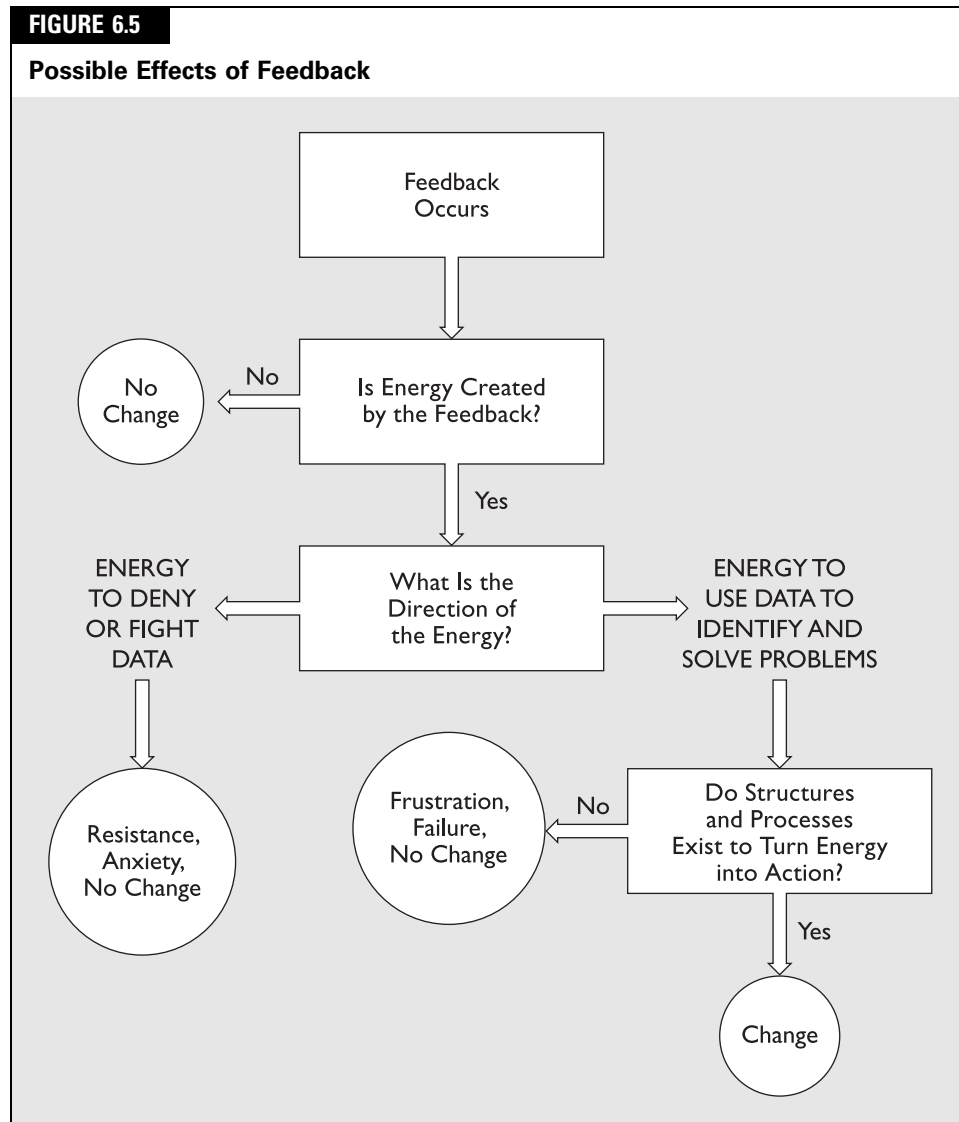 FIGURE 6.5
Possible Effects of Feedback
Feedback
Occurs
No
Change
No
Is Energy Created
by the Feedback?
Yes
ENERGY
TO DENY
OR FIGHT
DATA
What Is the
Direction of
the Energy?
ENERGY TO
USE DATA TO
IDENTIFY AND
SOLVE PROBLEMS
Resistance,
Anxiety,
No Change
Frustration,
Failure,
No Change
No
Do Structures
and Processes
Exist to Turn Energy
into Action?
Yes
Change